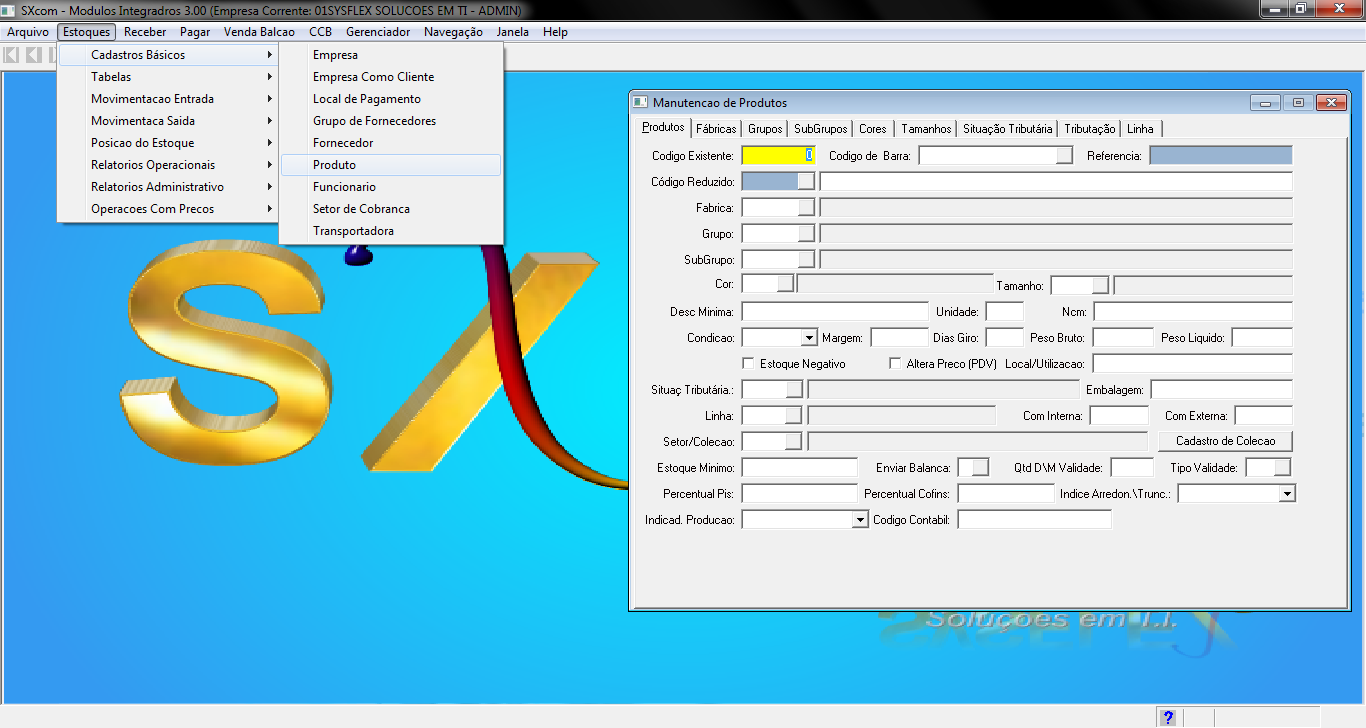 SXcom - Modulos Integradros 3.00 (Empresa Corrente: 01SYSFLEX SOLUCOES EM TI - ADMIN)
Arquivo Estoques Receber Pagar Venda Balcao CCB Gerenciador Navegação Janela Help
Cadastros Básicos
Tabelas
Movimentacao Entrada
Movimentaca Saida
Posicao do Estoque
Relatorios Operacionais
Relatorios Administrativo
Operacoes Com Precos
Empresa
Empresa Como Cliente
Local de Pagamento
Grupo de Fornecedores
Fornecedor
Produto
Funcionario
Setor de Cobranca
Transportadora
Manutencao de Produtos
Produtos Fábricas Grupos SubGrupos Cores Tamanhos Situação Tributária Tributação Linha
Codigo Existente: 0 Codigo de Barra: Referencia:
Código Reduzido:
Fabrica:
Grupo:
SubGrupo:
Cor: Tamanho:
Desc Minima: Unidade: Ncm:
Condicao: Margem: Dias Giro: Peso Bruto: Peso Liquido:
Estoque Negativo Altera Preco (PDV) Local/Utilizacao:
Situaç Tributária.: Embalagem:
Linha: Com Interna: Com Externa:
Setor/Colecao: Cadastro de Colecao
Estoque Minimo: Enviar Balanca: Qtd D\M Validade: Tipo Validade:
Percentual Pis: Percentual Cofins: Indice Arredon.\Trunc.:
Indicad. Producao: Codigo Contabil:
SX
Soluçoes em T.I.
?